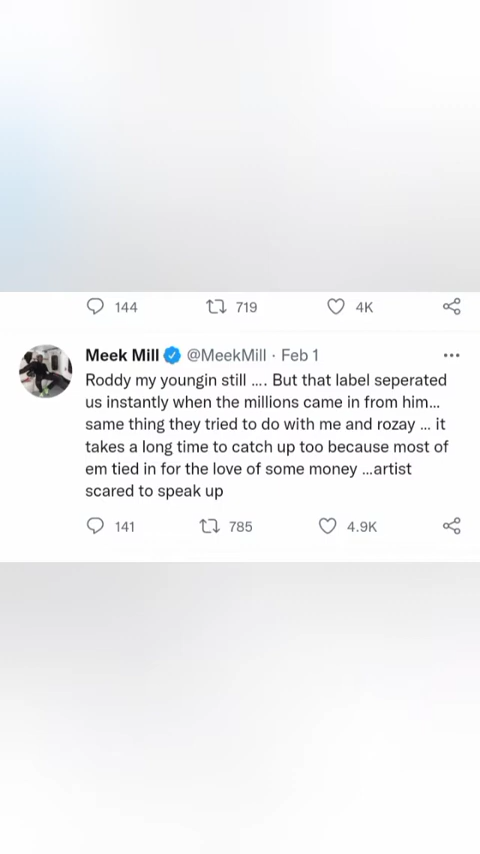 144 719 4K
Meek Mill @MeekMill · Feb 1
Roddy my youngin still .... But that label seperated
us instantly when the millions came in from him...
same thing they tried to do with me and rozay ... it
takes a long time to catch up too because most of
em tied in for the love of some money ...artist
scared to speak up
141 785 4.9K